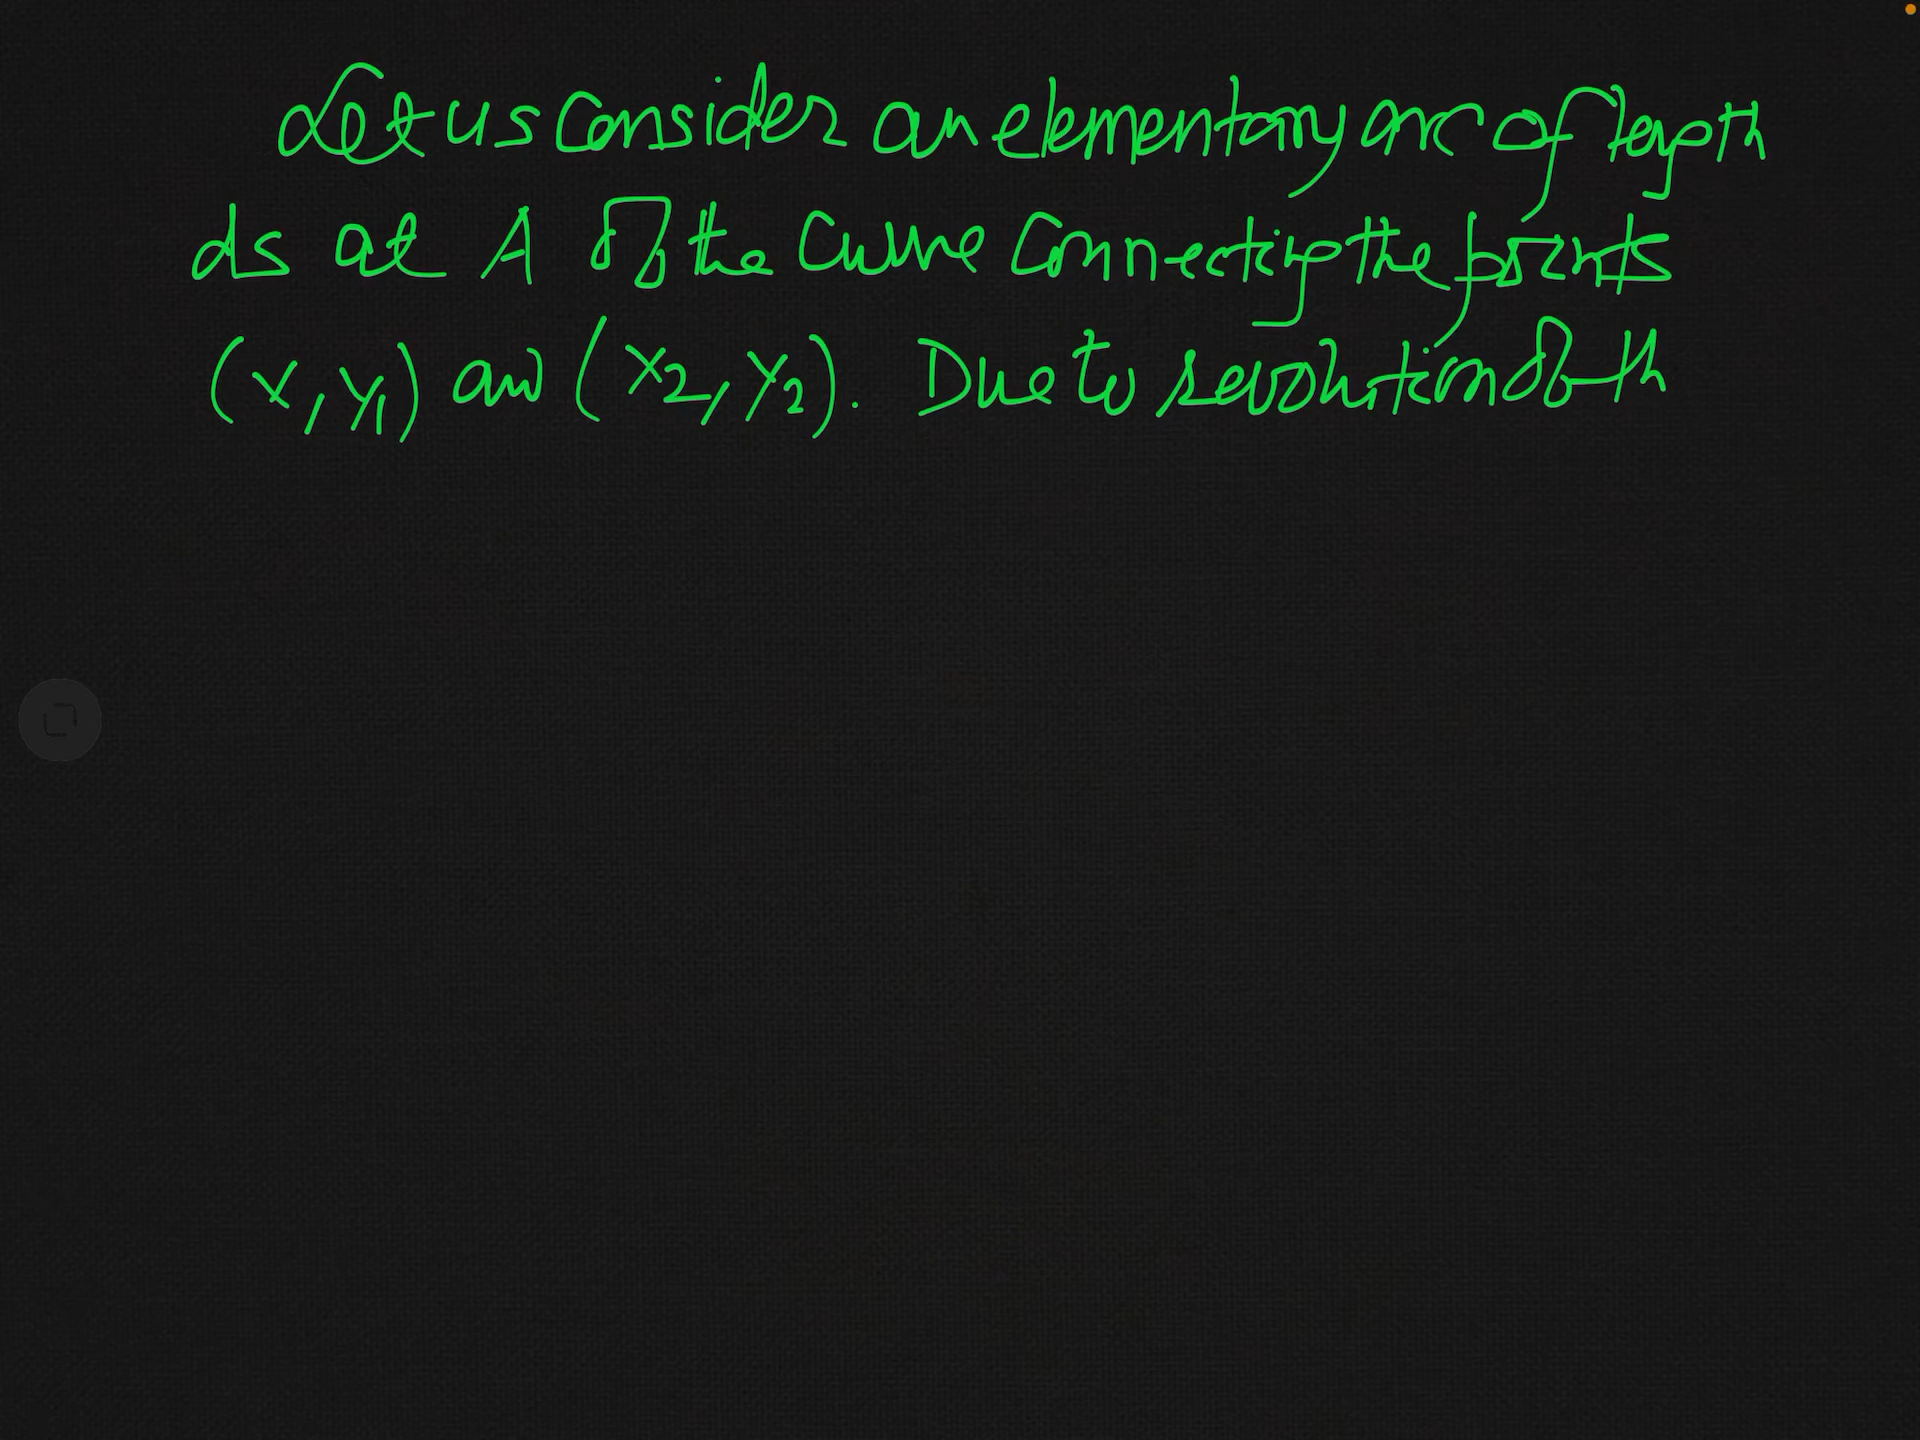 Let us consider an elementary arc of length
ds at A of the curve connecting the points
(x, y1) and (x2, y2). Due to revolution of th